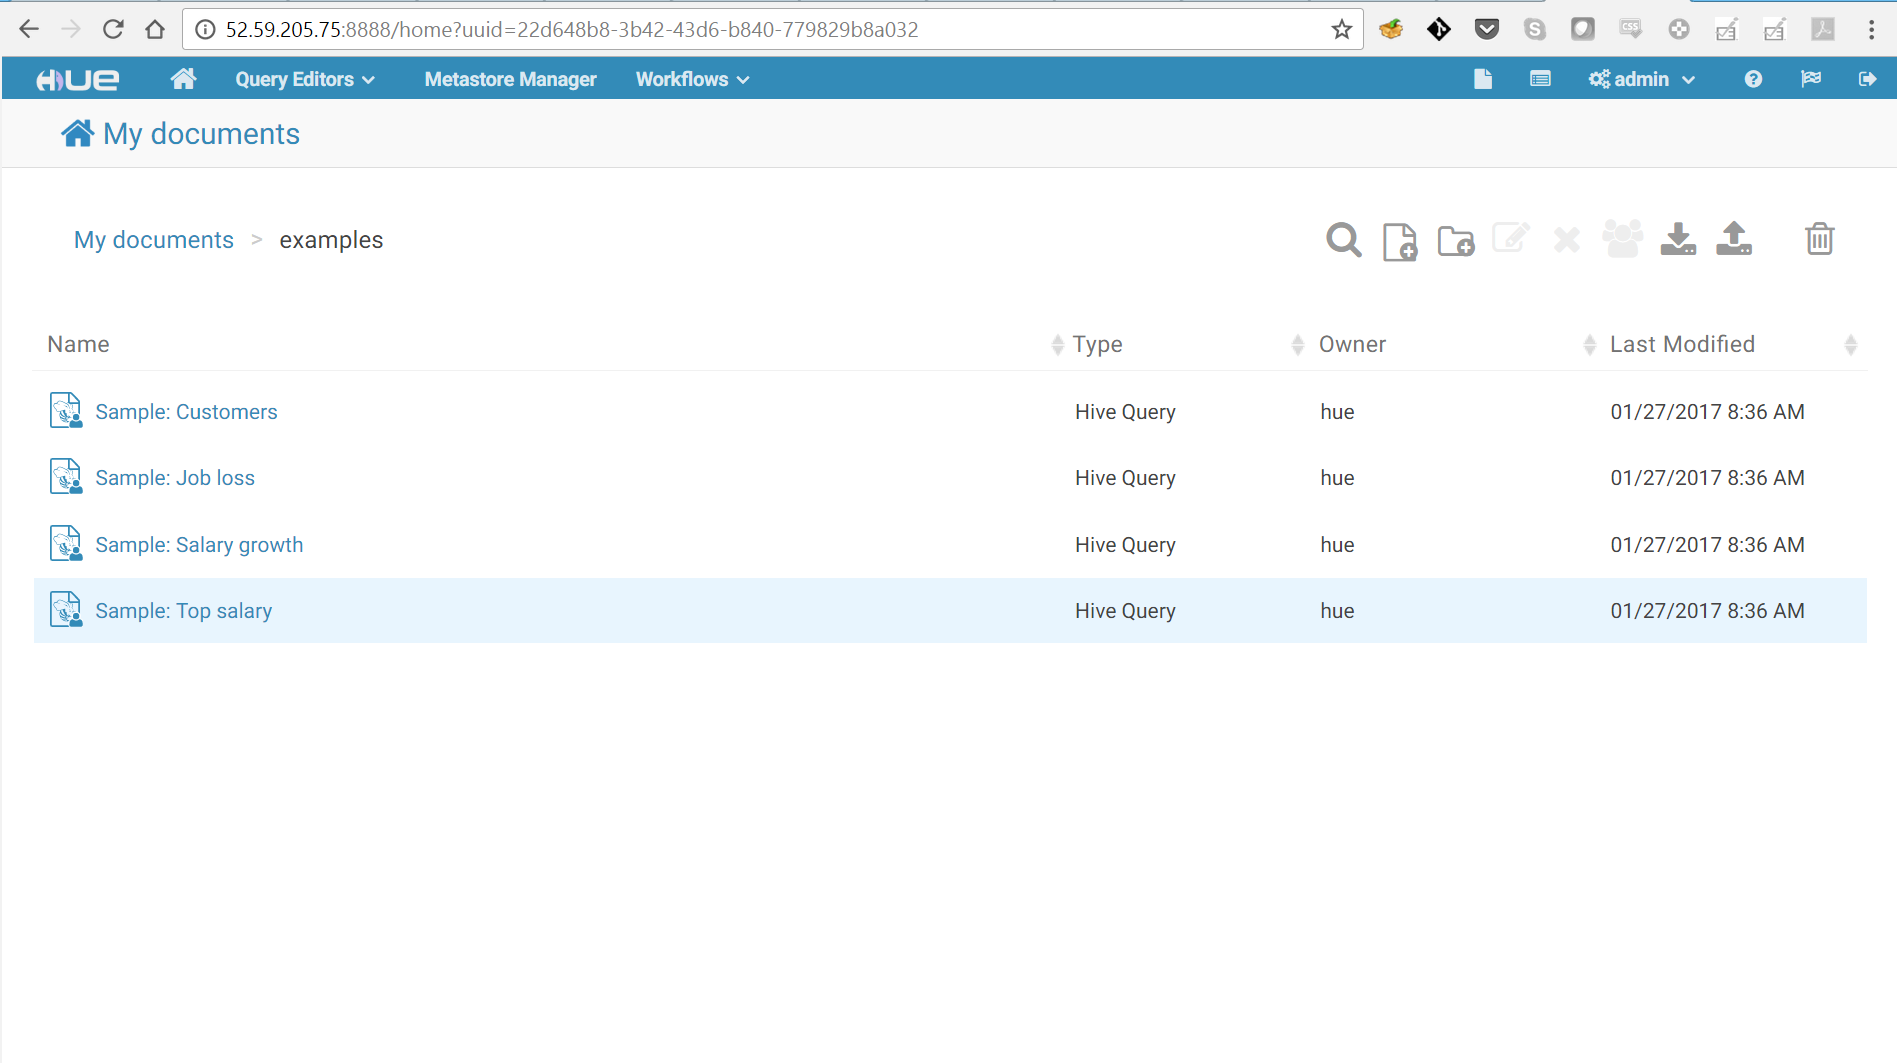 52.59.205.75:8888/home?uuid=22d648b8-3b42-43d6-b840-779829b8a032
HUE Query Editors Metastore Manager Workflows admin
My documents
My documents > examples
Name Type Owner Last Modified
Sample: Customers Hive Query hue 01/27/2017 8:36 AM
Sample: Job loss Hive Query hue 01/27/2017 8:36 AM
Sample: Salary growth Hive Query hue 01/27/2017 8:36 AM
Sample: Top salary Hive Query hue 01/27/2017 8:36 AM